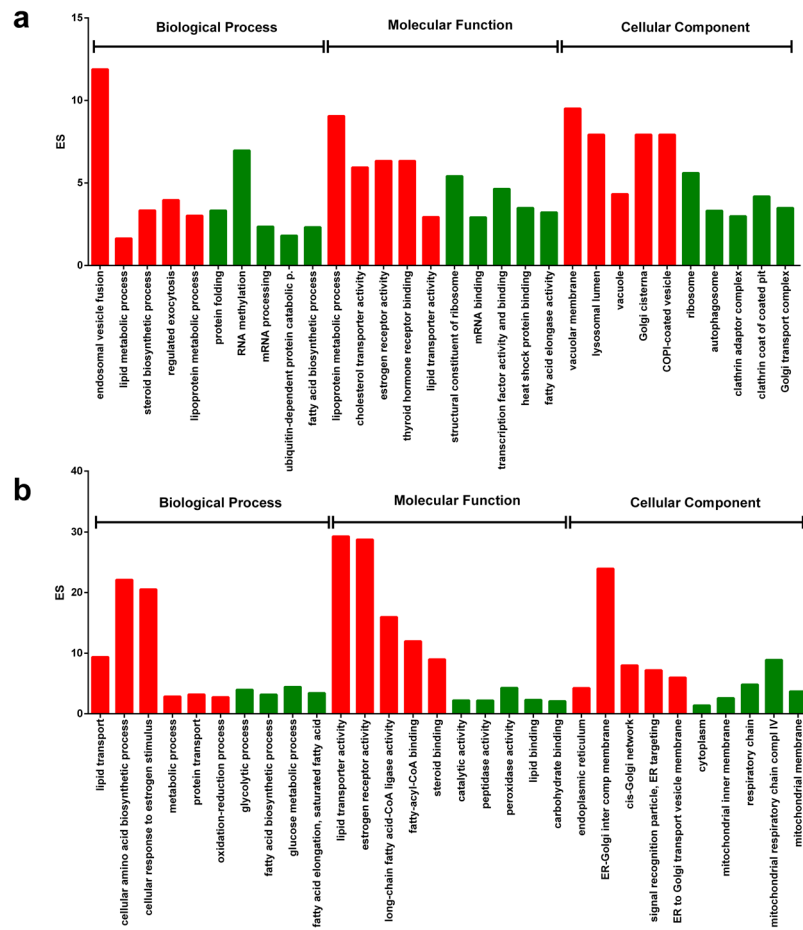 a
Biological Process
Molecular Function
Cellular Component
15
10
5
0
ES
endosomal vesicle fusion
lipid metabolic process
steroid biosynthetic process
regulated exocytosis
lipoprotein metabolic process
protein folding
RNA methylation
mRNA processing
ubiquitin-dependent protein catabolic p.
fatty acid biosynthetic process
lipoprotein metabolic process
cholesterol transporter activity
estrogen receptor activity
thyroid hormone receptor binding
lipid transporter activity
structural constituent of ribosome
mRNA binding
transcription factor activity and binding
heat shock protein binding
fatty acid elongase activity
vacuolar membrane
lysosomal lumen
vacuole
Golgi cisterna
COPI-coated vesicle
ribosome
autophagosome
clathrin adaptor complex
clathrin coat of coated pit
Golgi transport complex
b
Biological Process
Molecular Function
Cellular Component
40
30
20
10
0
ES
lipid transport
cellular amino acid biosynthetic process
cellular response to estrogen stimulus
metabolic process
protein transport
oxidation-reduction process
glycolytic process
fatty acid biosynthetic process
glucose metabolic process
fatty acid elongation, saturated fatty acid
lipid transporter activity
estrogen receptor activity
long-chain fatty acid-CoA ligase activity
fatty-acyl-CoA binding
steroid binding
catalytic activity
peptidase activity
peroxidase activity
lipid binding
carbohydrate binding
endoplasmic reticulum
ER-Golgi inter comp membrane
cis-Golgi network
signal recognition particle, ER targeting
ER to Golgi transport vesicle membrane
cytoplasm
mitochondrial inner membrane
respiratory chain
mitochondrial respiratory chain compl IV
mitochondrial membrane